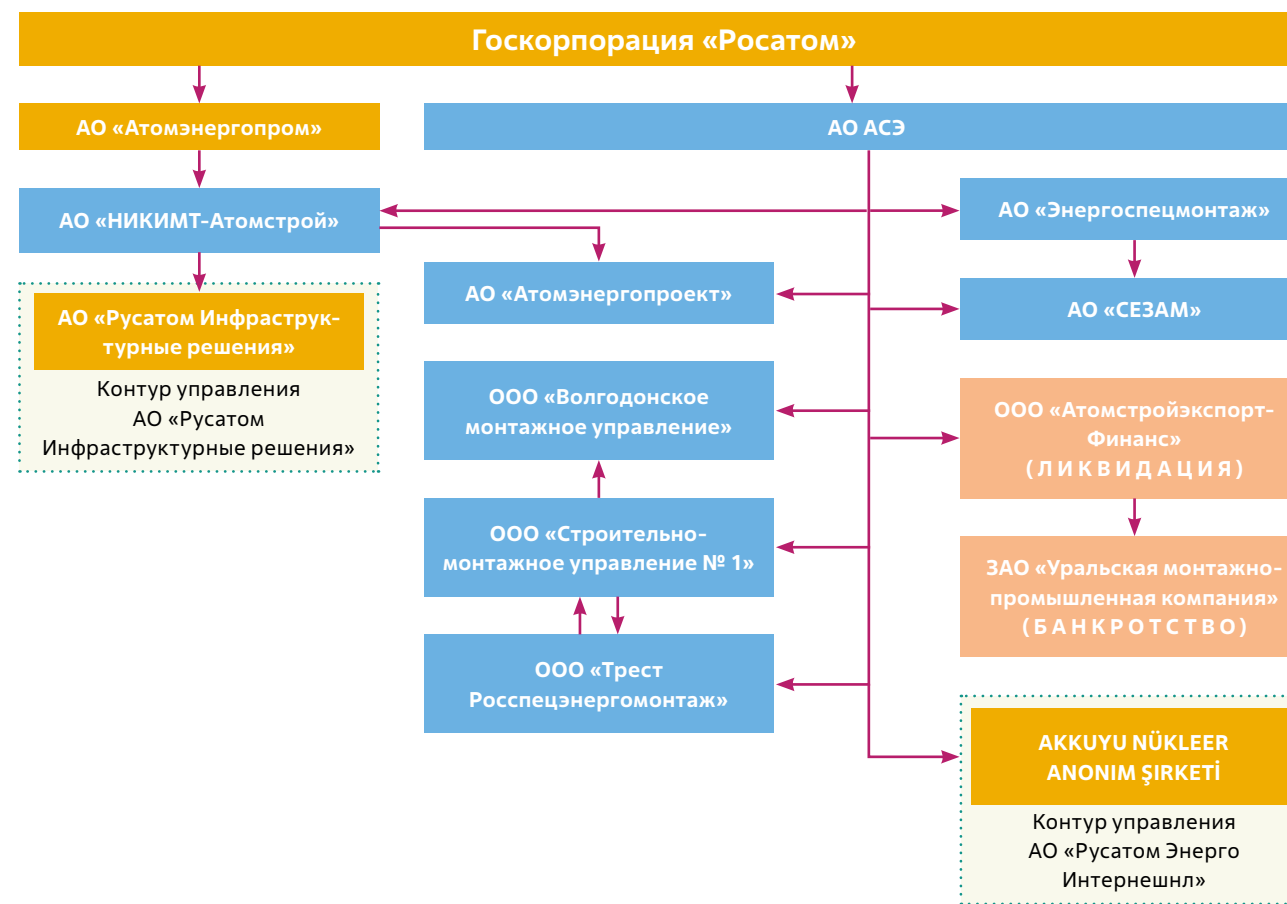 Госкорпорация «Росатом»
АО «Атомэнергопром»
АО АСЭ
АО «НИКИМТ-Атомстрой»
АО «Энергоспецмонтаж»
АО «Русатом Инфраструк-
турные решения»
Контур управления
АО «Русатом
Инфраструктурные решения»
АО «Атомэнергопроект»
АО «СЕЗАМ»
ООО «Волгодонское
монтажное управление»
ООО «Атомстройэкспорт-
Финанс»
(ЛИКВИДАЦИЯ)
ООО «Строительно-
монтажное управление № 1»
ЗАО «Уральская монтажно-
промышленная компания»
(БАНКРОТСТВО)
ООО «Трест
Росспецэнергомонтаж»
AKKUYU NÜKLEER
ANONIM ŞIRKETİ
Контур управления
АО «Русатом Энерго
Интернешнл»